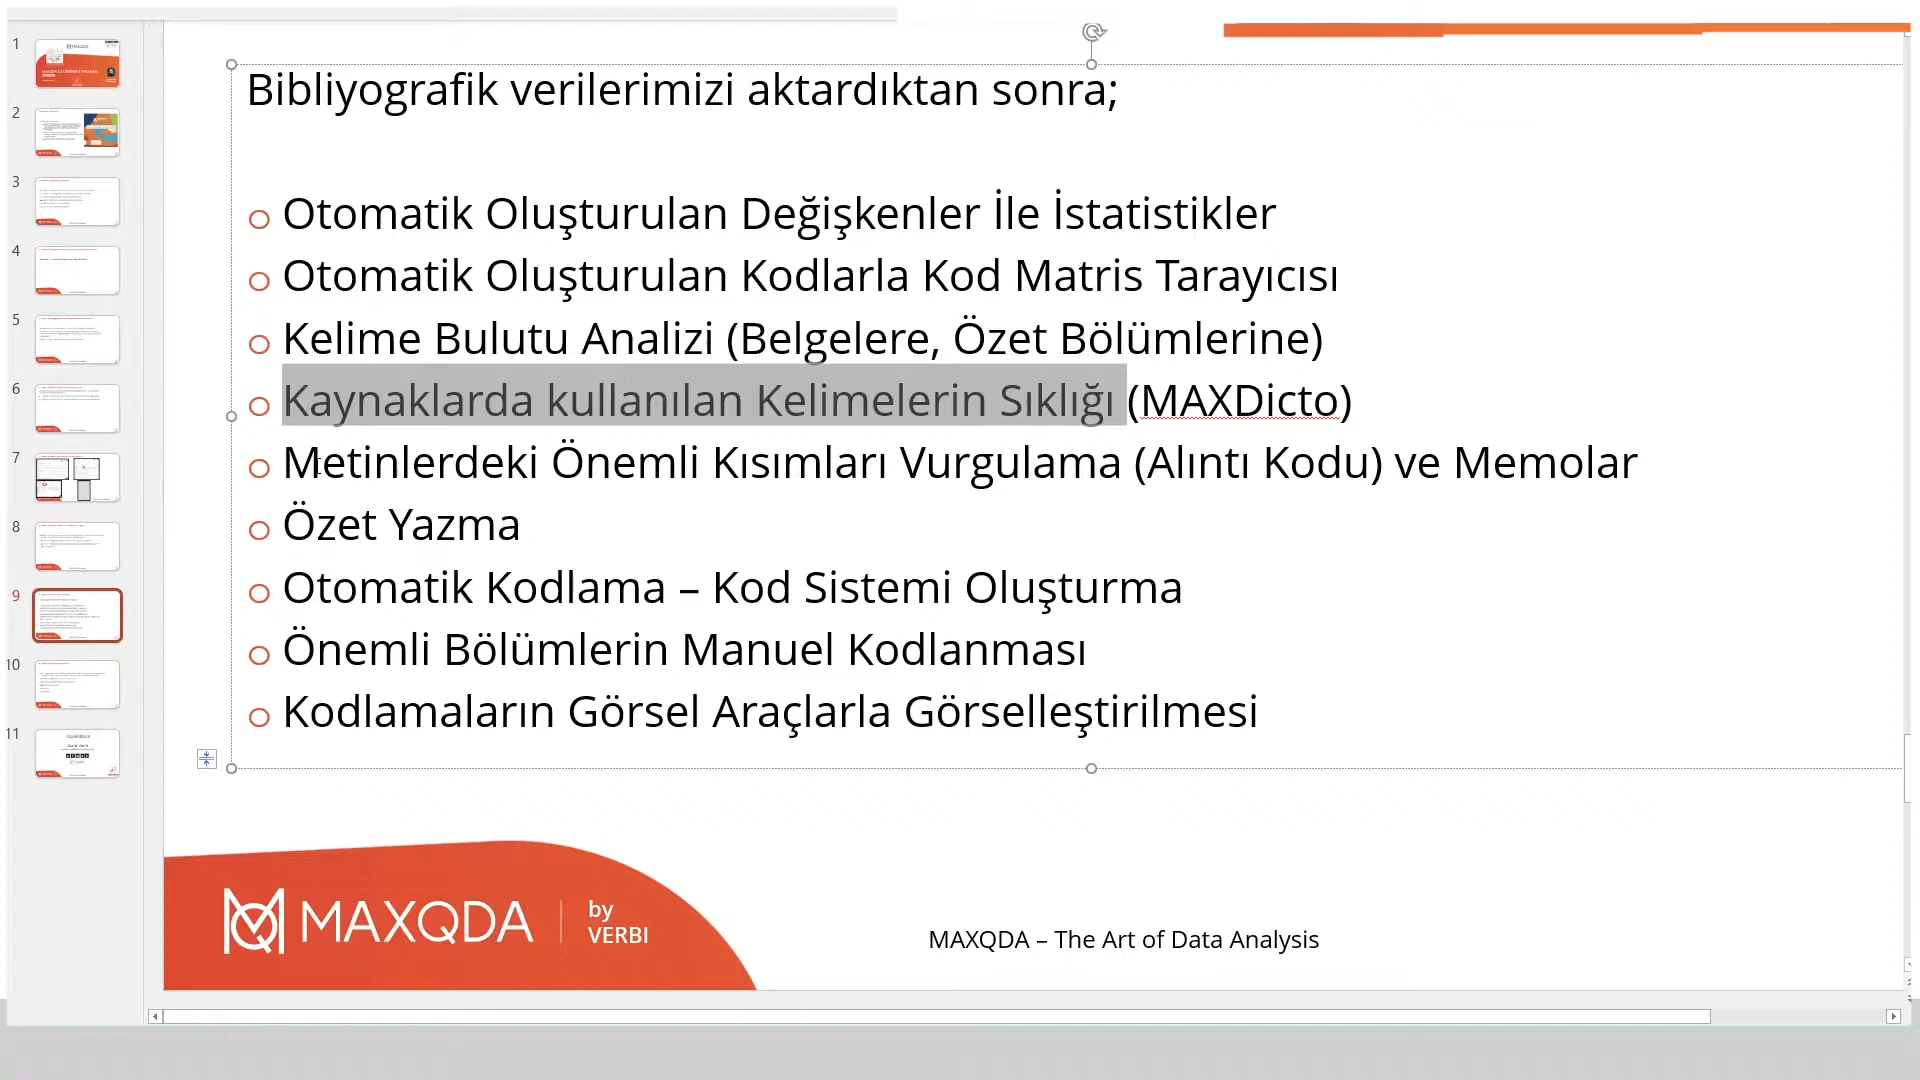 Bibliyografik verilerimizi aktardıktan sonra;
Otomatik Oluşturulan Değişkenler İle İstatistikler
Otomatik Oluşturulan Kodlarla Kod Matris Tarayıcısı
Kelime Bulutu Analizi (Belgelere, Özet Bölümlerine)
Kaynaklarda kullanılan Kelimelerin Sıklığı (MAXDicto)
Metinlerdeki Önemli Kısımları Vurgulama (Alıntı Kodu) ve Memolar
Özet Yazma
Otomatik Kodlama – Kod Sistemi Oluşturma
Önemli Bölümlerin Manuel Kodlanması
Kodlamaların Görsel Araçlarla Görselleştirilmesi
MAXQDA by VERBI
MAXQDA – The Art of Data Analysis
1
2
3
4
5
6
7
8
9
10
11